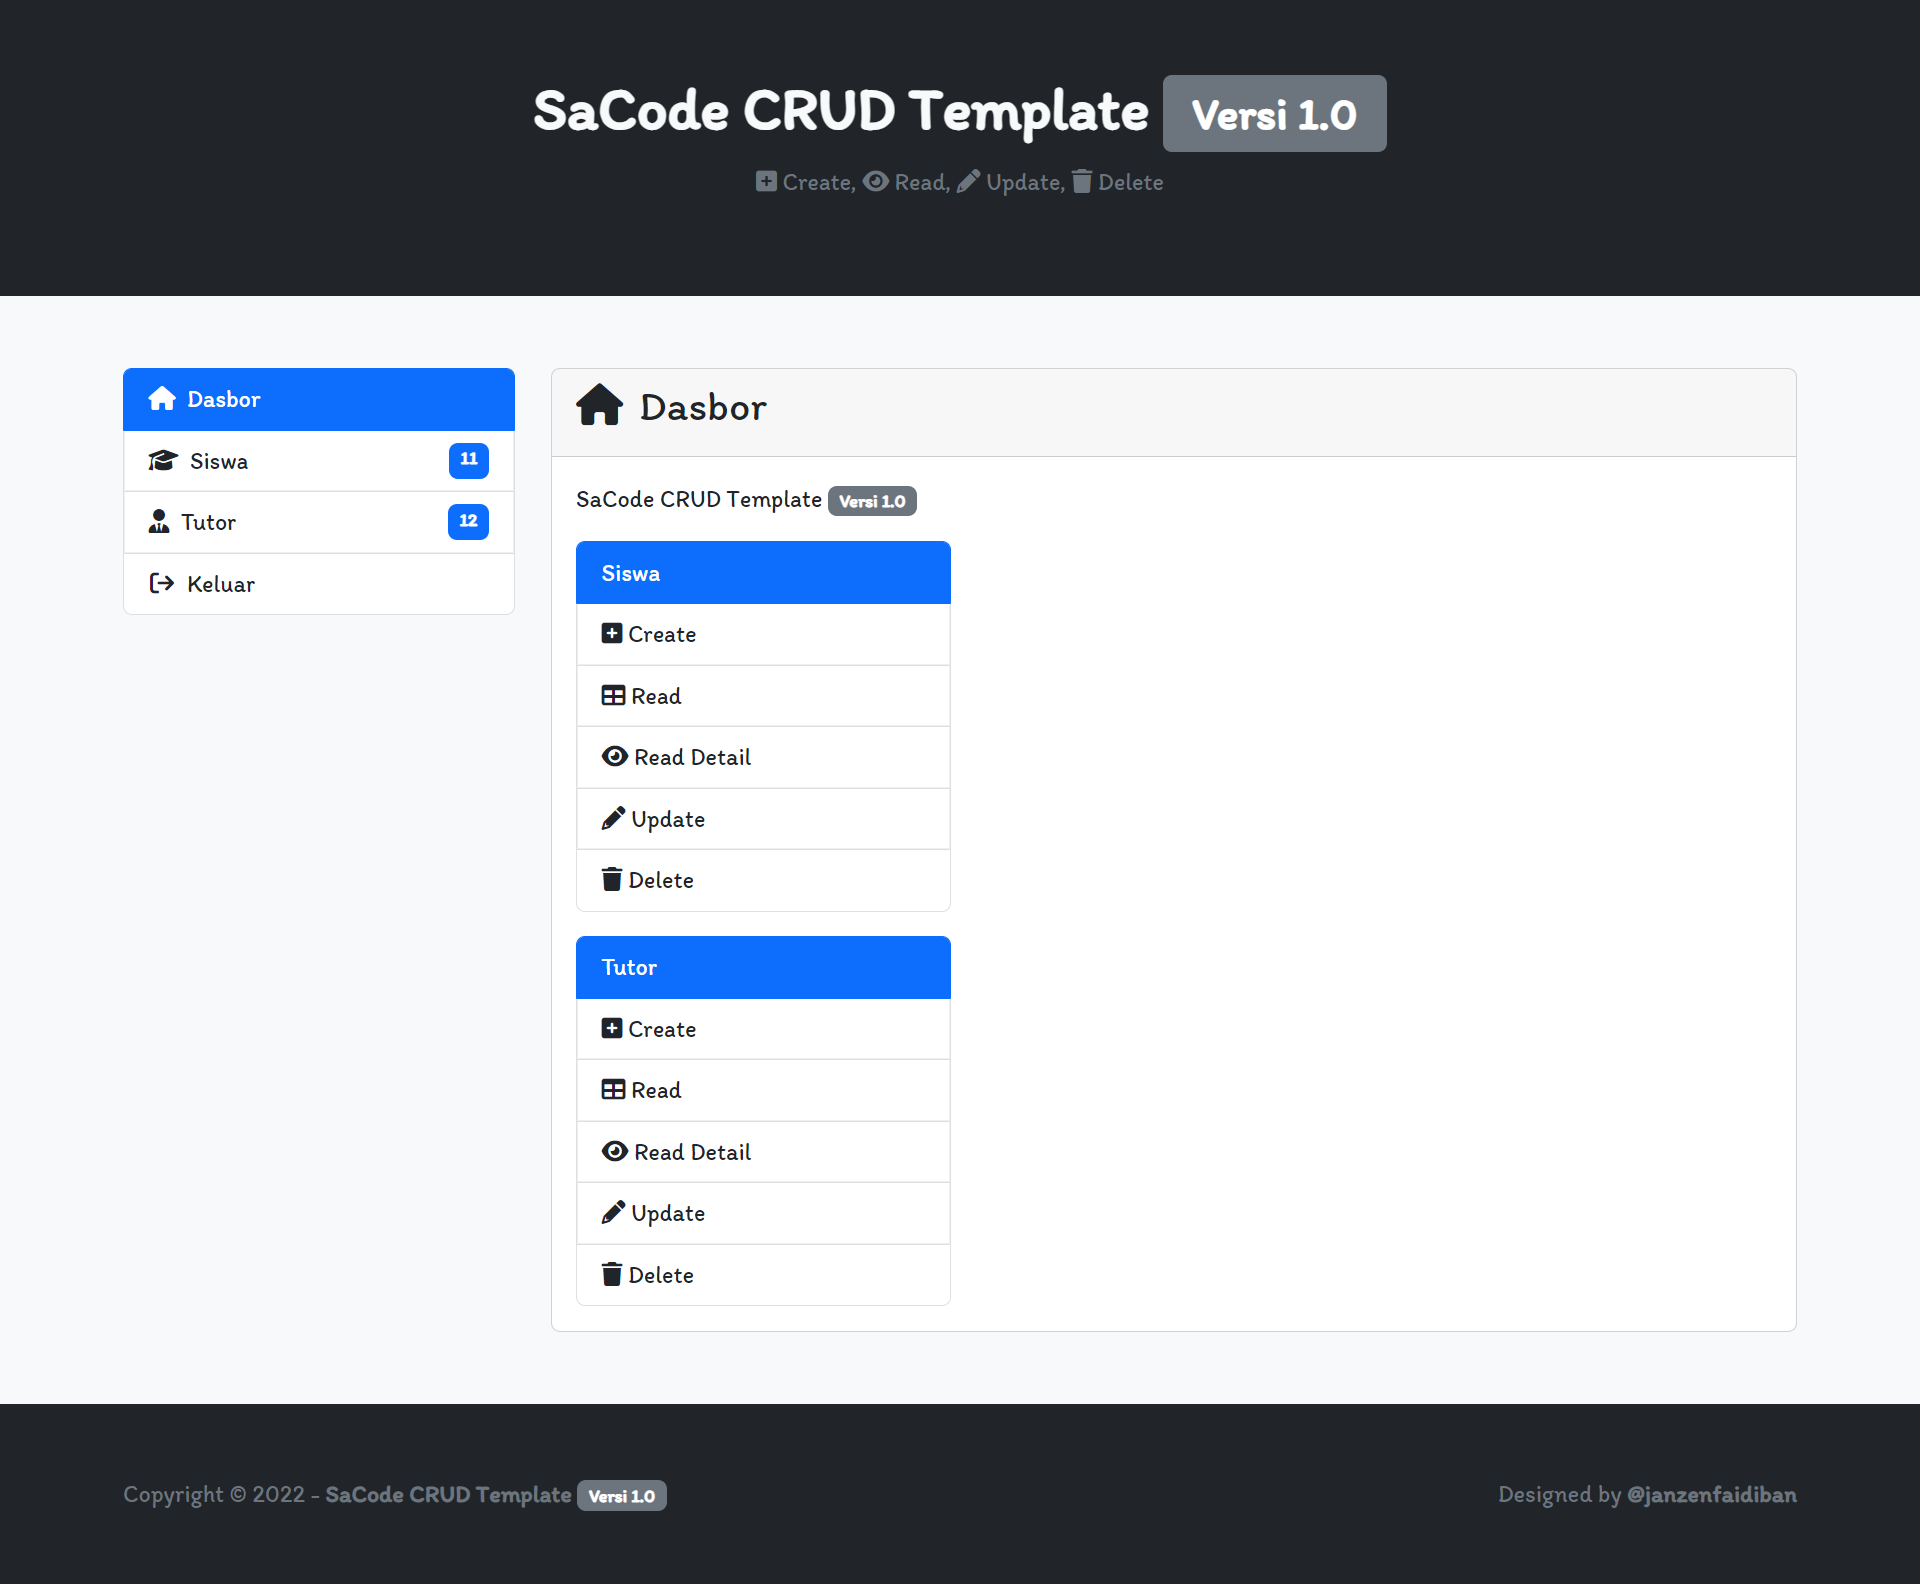 SaCode CRUD Template Versi 1.0
Create, Read, Update, Delete
Dasbor
Siswa 11
Tutor 12
Keluar
Dasbor
SaCode CRUD Template Versi 1.0
Siswa
Create
Read
Read Detail
Update
Delete
Tutor
Create
Read
Read Detail
Update
Delete
Copyright © 2022 - SaCode CRUD Template Versi 1.0
Designed by @janzenfaidiban